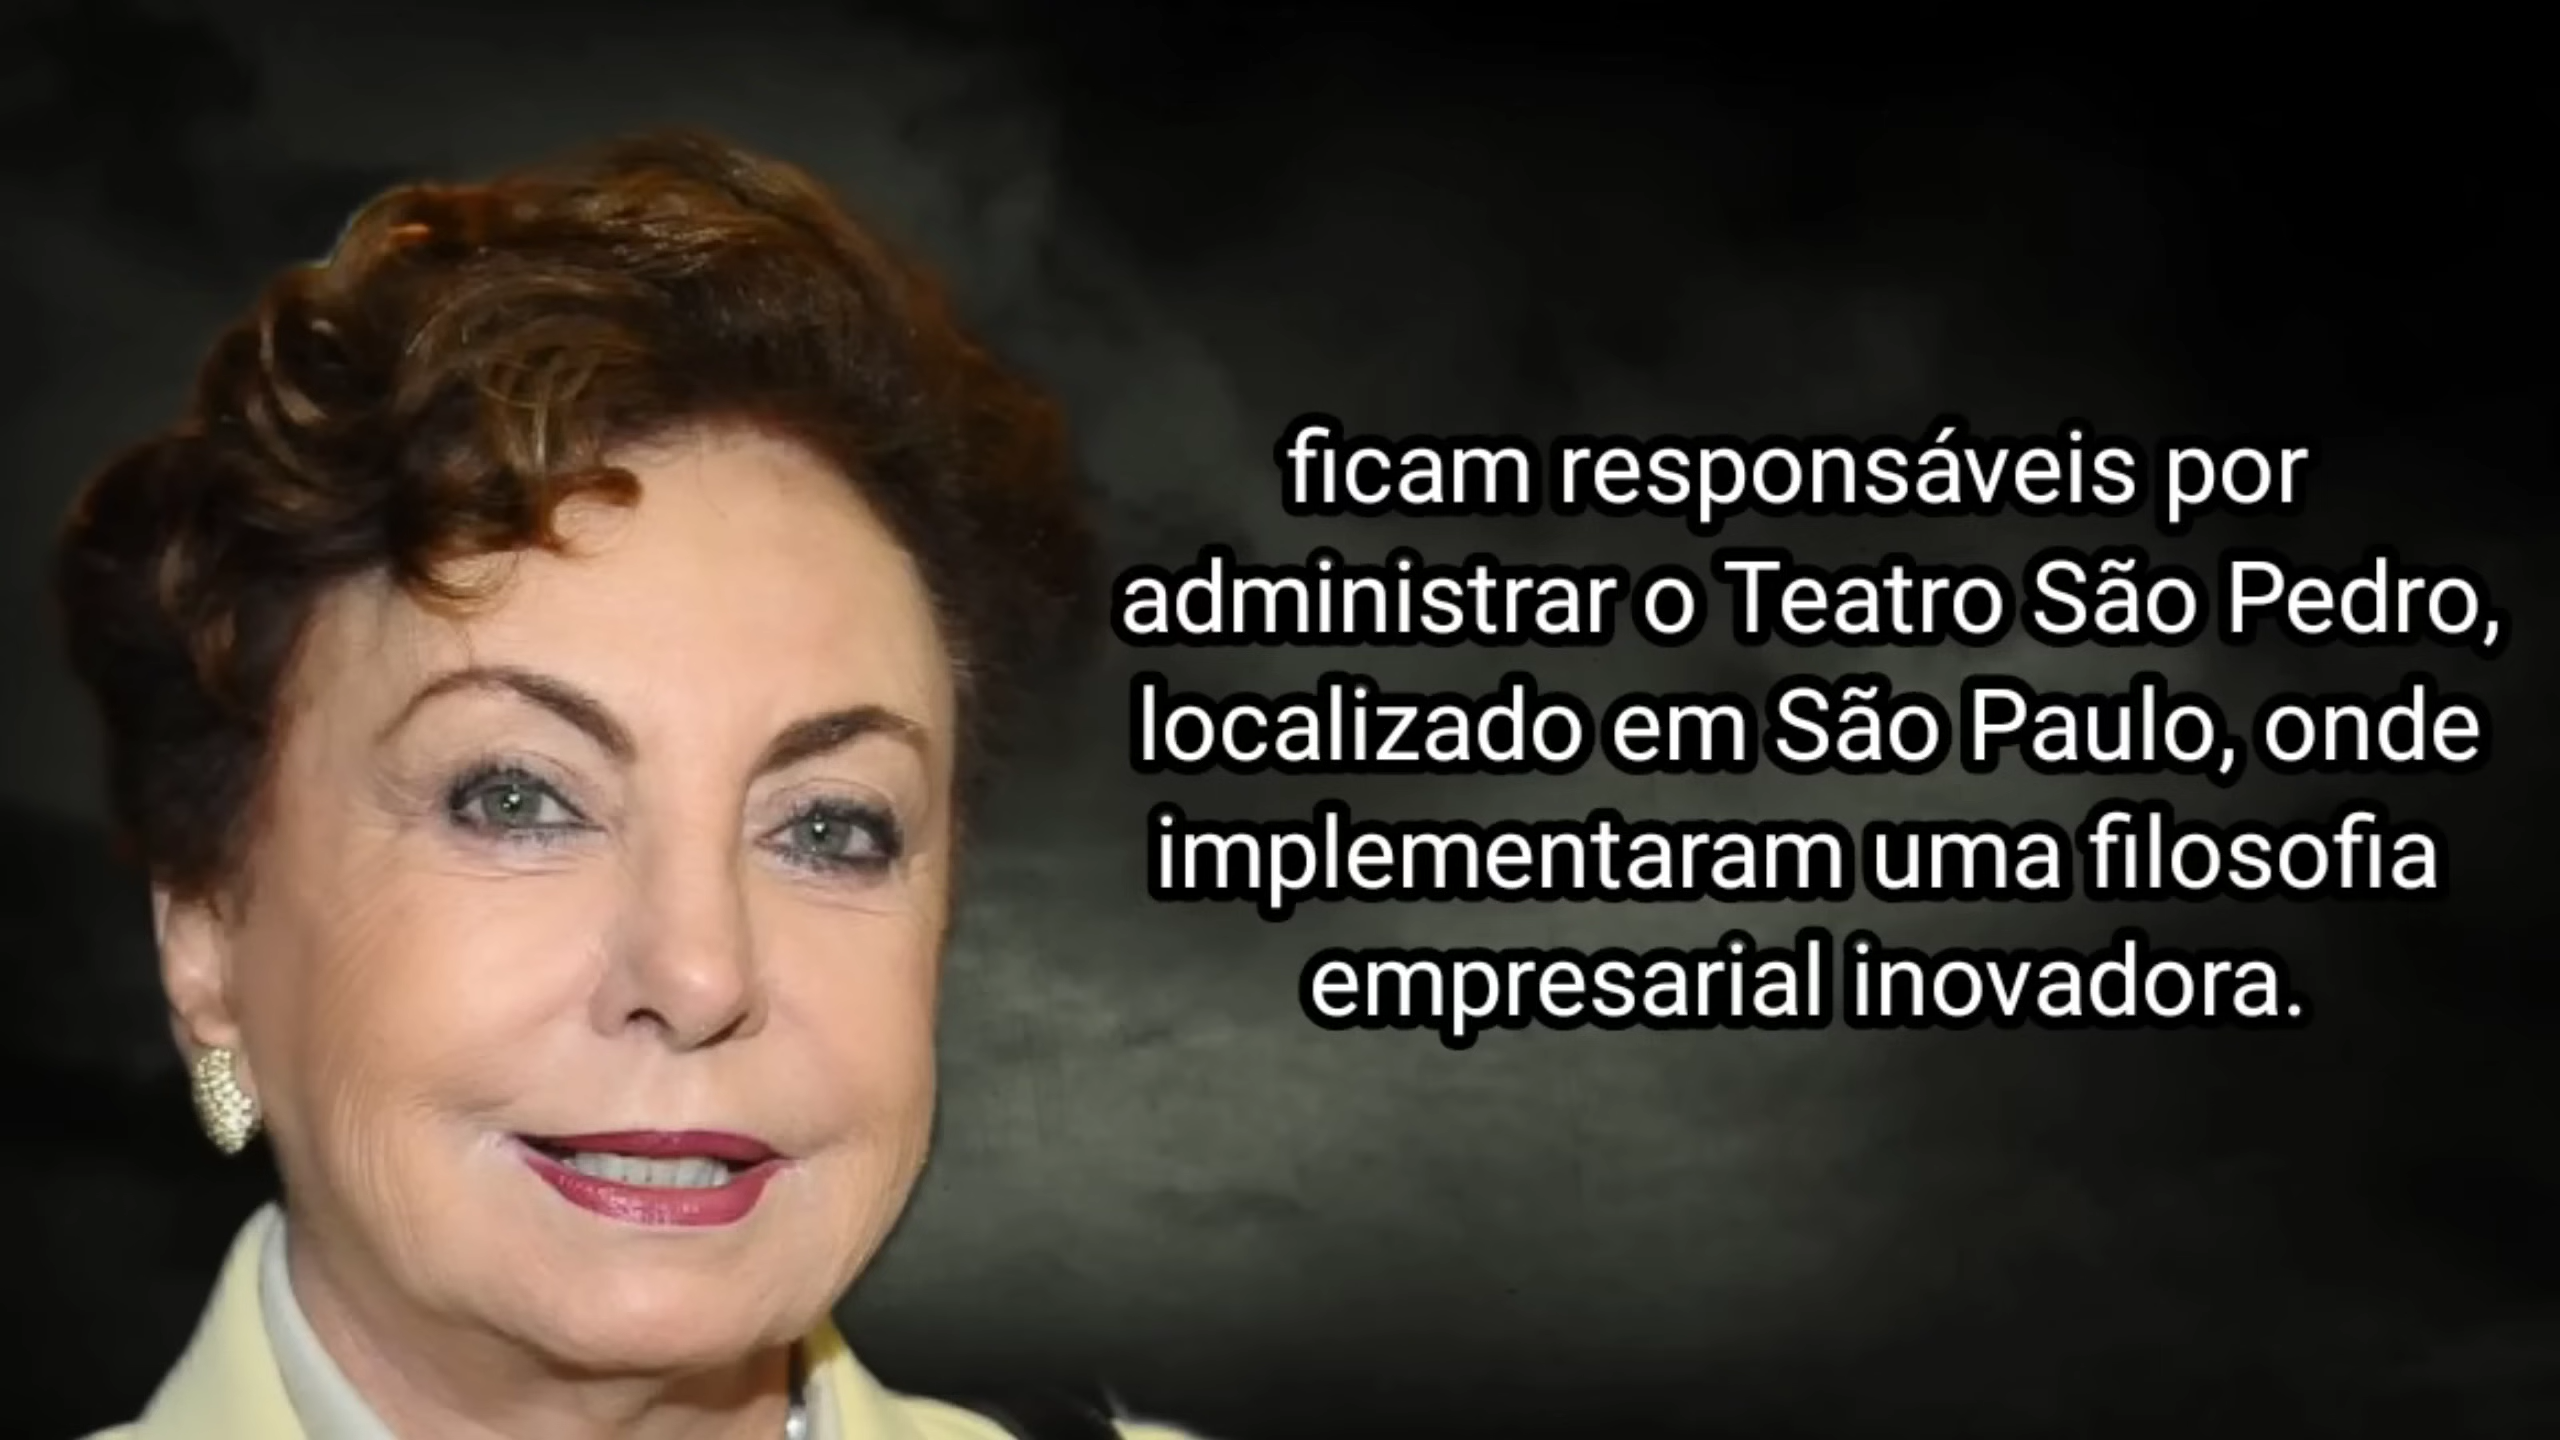 ficam responsáveis por
administrar o Teatro São Pedro,
localizado em São Paulo, onde
implementaram uma filosofia
empresarial inovadora.